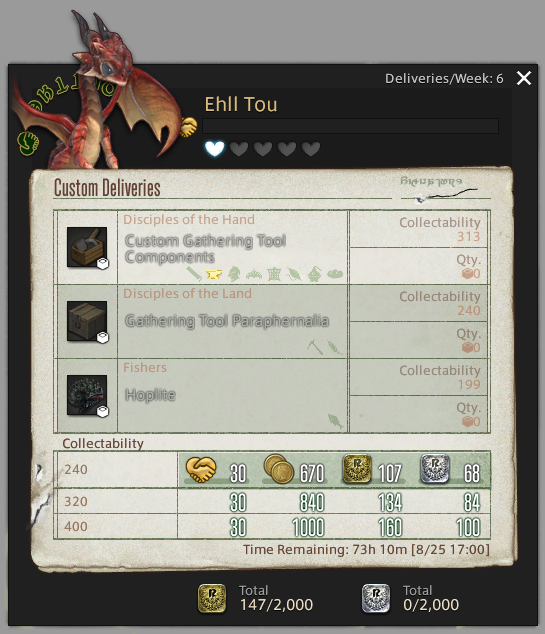 Deliveries/Week: 6
Ehll Tou
Custom Deliveries
Disciples of the Hand
Custom Gathering Tool
Components
Collectability
313
Qty.
0
Disciples of the Land
Gathering Tool Paraphernalia
Collectability
240
Qty.
0
Fishers
Hoplite
Collectability
199
Qty.
0
Collectability
240 30 670 107 68
320 30 840 134 84
400 30 1000 160 100
Time Remaining: 73h 10m [8/25 17:00]
Total
147/2,000
Total
0/2,000